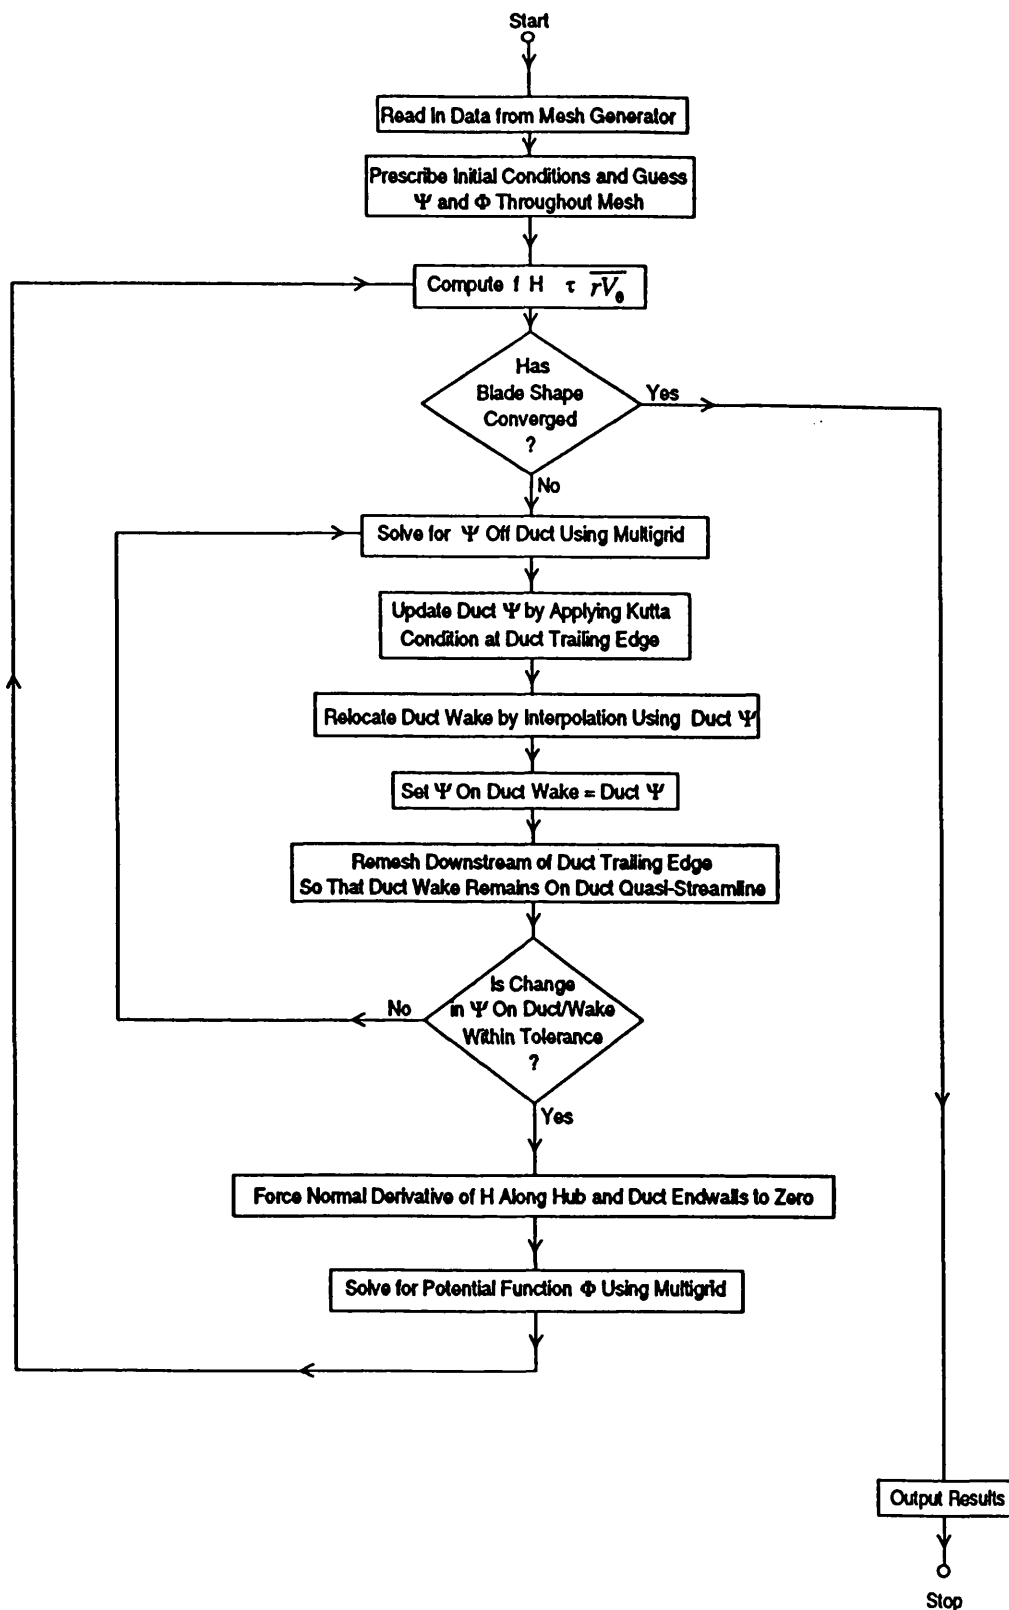 Start
Read In Data from Mesh Generator
Prescribe Initial Conditions and Guess
Ψ and Φ Throughout Mesh
Compute f H τ \overline{rV_θ}
Has
Blade Shape
Converged
?
Yes
No
Solve for Ψ Off Duct Using Multigrid
Update Duct Ψ by Applying Kutta
Condition at Duct Trailing Edge
Relocate Duct Wake by Interpolation Using Duct Ψ
Set Ψ On Duct Wake = Duct Ψ
Remesh Downstream of Duct Trailing Edge
So That Duct Wake Remains On Duct Quasi-Streamline
Is Change
in Ψ On Duct/Wake
Within Tolerance
?
No
Yes
Force Normal Derivative of H Along Hub and Duct Endwalls to Zero
Solve for Potential Function Φ Using Multigrid
Output Results
Stop